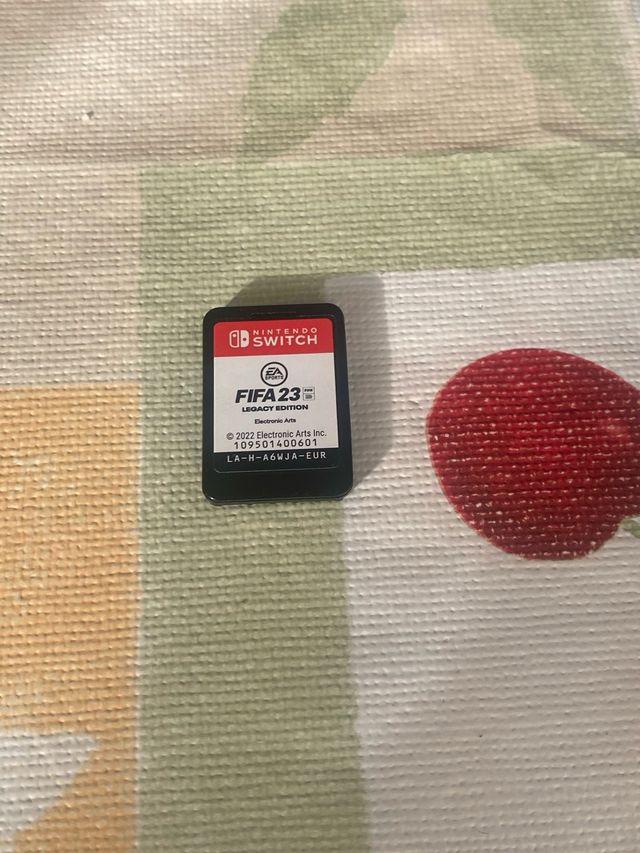 NINTENDO
SWITCH
EA
SPORTS
FIFA 23
LEGACY EDITION
Electronic Arts
© 2022 Electronic Arts Inc.
109501400601
LA-H-A6WJA-EUR